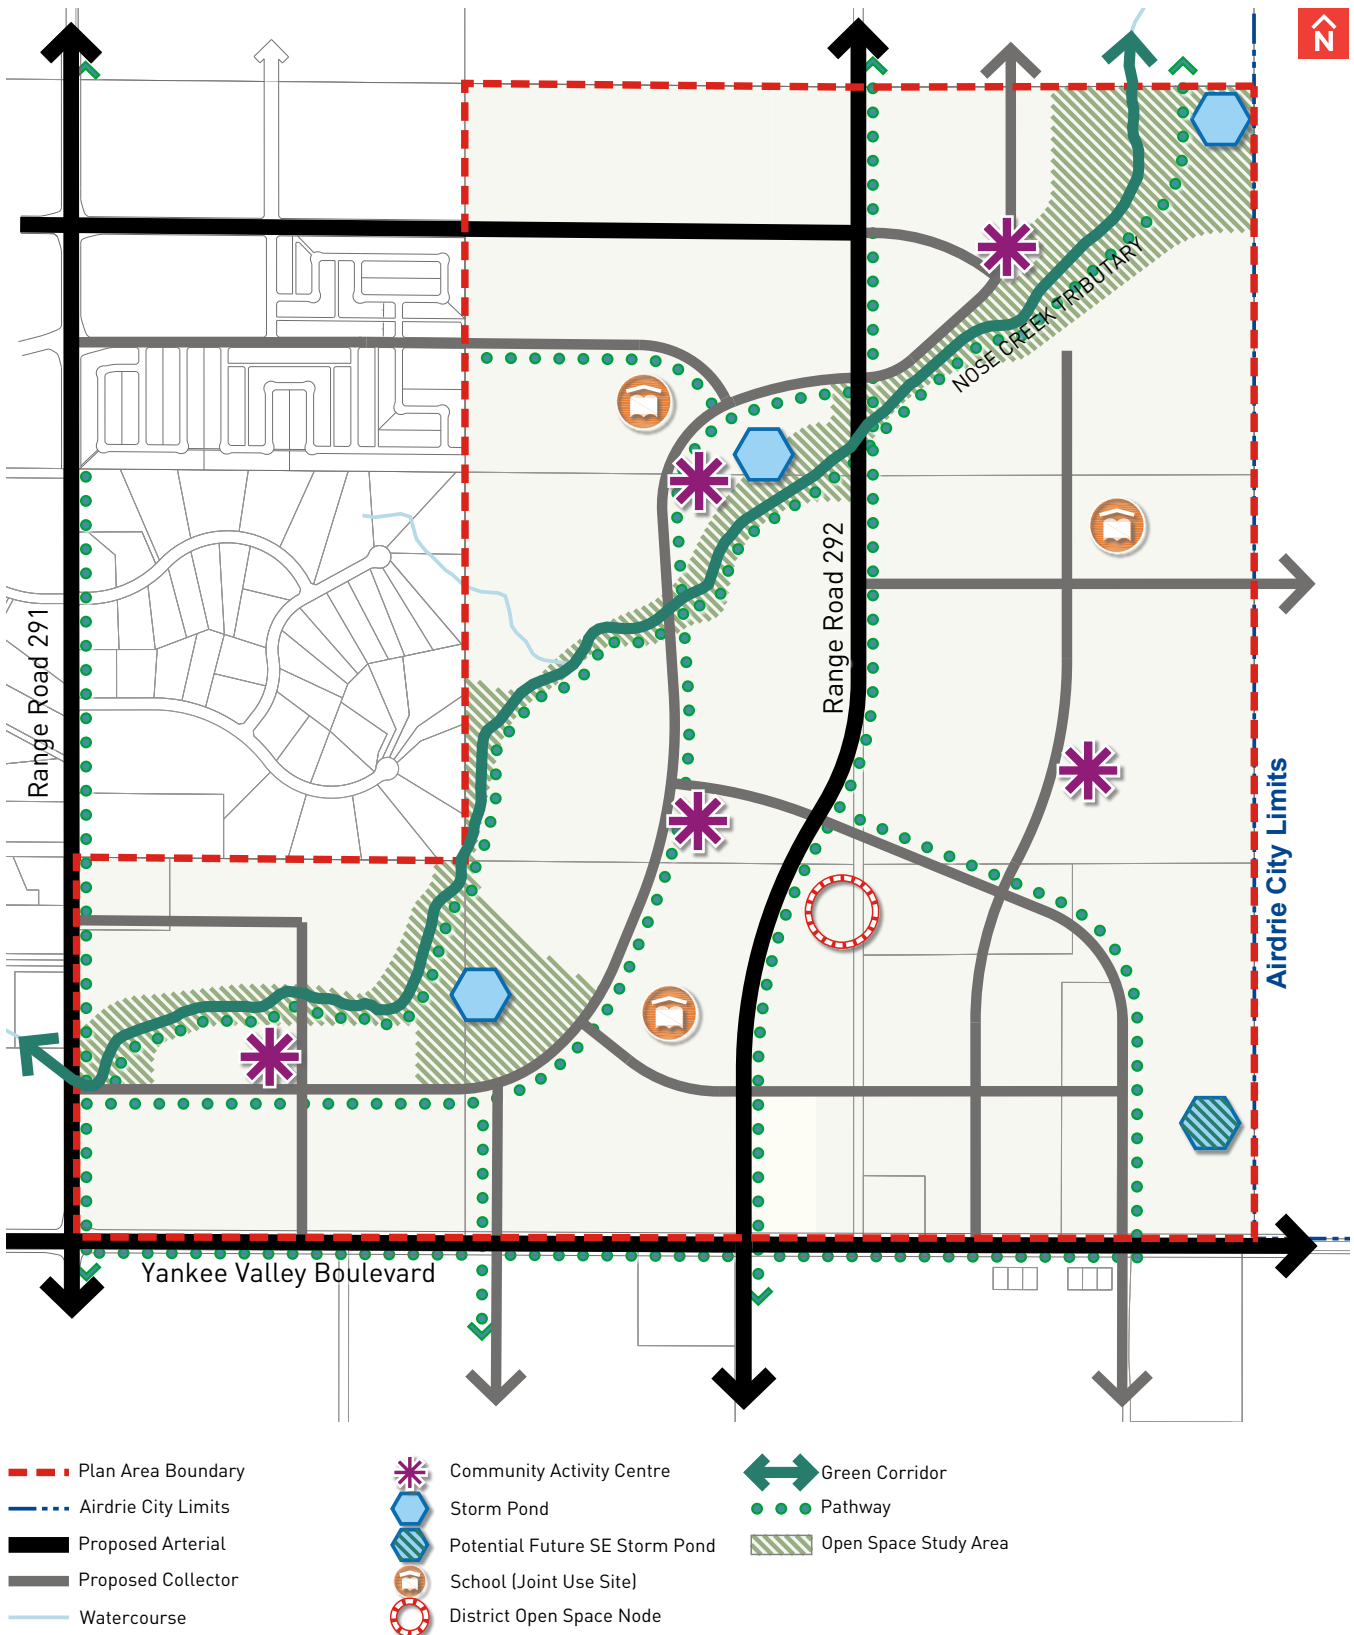 N
NOSE CREEK TRIBUTARY
Range Road 292
Range Road 291
Airdrie City Limits
Yankee Valley Boulevard
Plan Area Boundary
Airdrie City Limits
Proposed Arterial
Proposed Collector
Watercourse
Community Activity Centre
Storm Pond
Potential Future SE Storm Pond
School (Joint Use Site)
District Open Space Node
Green Corridor
Pathway
Open Space Study Area